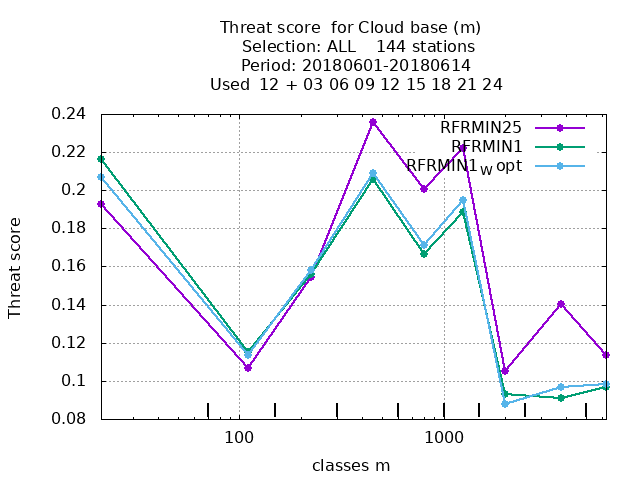 Threat score  for Cloud base (m)
Selection: ALL    144 stations
Period: 20180601-20180614
Used  12 + 03 06 09 12 15 18 21 24
RFRMIN25
RFRMIN1
RFRMIN1w opt
0.24
0.22
0.2
0.18
0.16
0.14
0.12
0.1
0.08
Threat score
100
1000
classes m